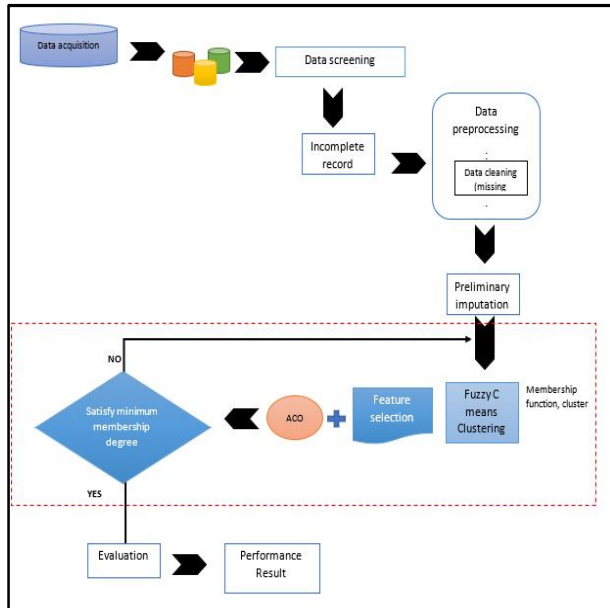 Data acquisition
Data screening
Incomplete
record
Data
preprocessing
:
Data cleaning
(missing
.
Preliminary
imputation
NO
Satisfy minimum
membership
degree
ACO
Feature
selection
Fuzzy C
means
Clustering
Membership
function, cluster
YES
Evaluation
Performance
Result